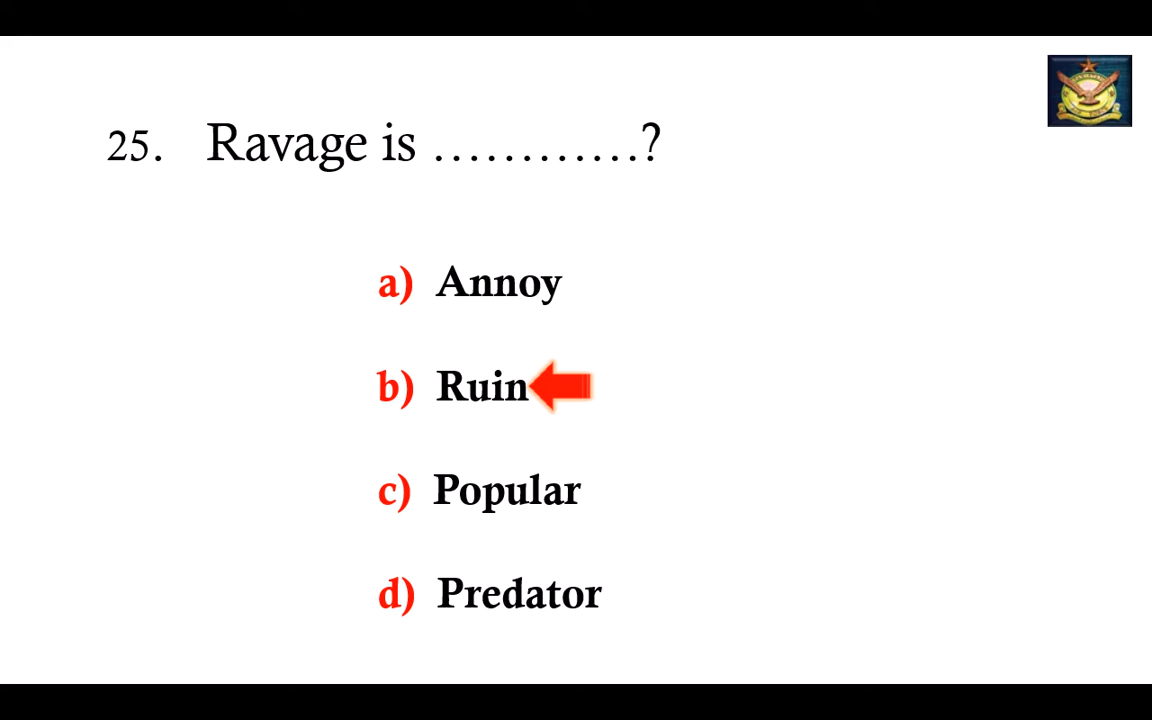 25. Ravage is …………?
a) Annoy
b) Ruin
c) Popular
d) Predator